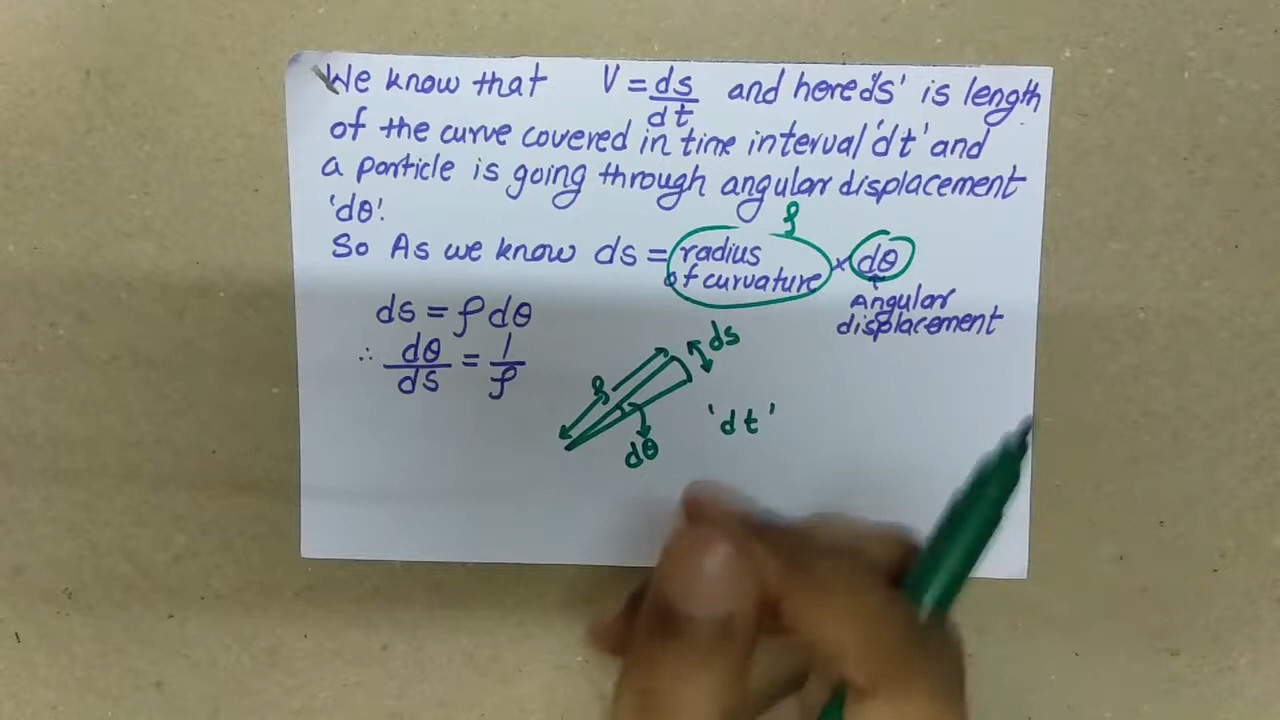 We know that V = ds/dt and here 'ds' is length
of the curve covered in time interval 'dt' and
a particle is going through angular displacement
'dθ'.
ρ
So As we know ds = radius of curvature × dθ
Angular
displacement
ds = ρ dθ
∴ dθ/ds = 1/ρ
ds
ρ
dθ
'dt'